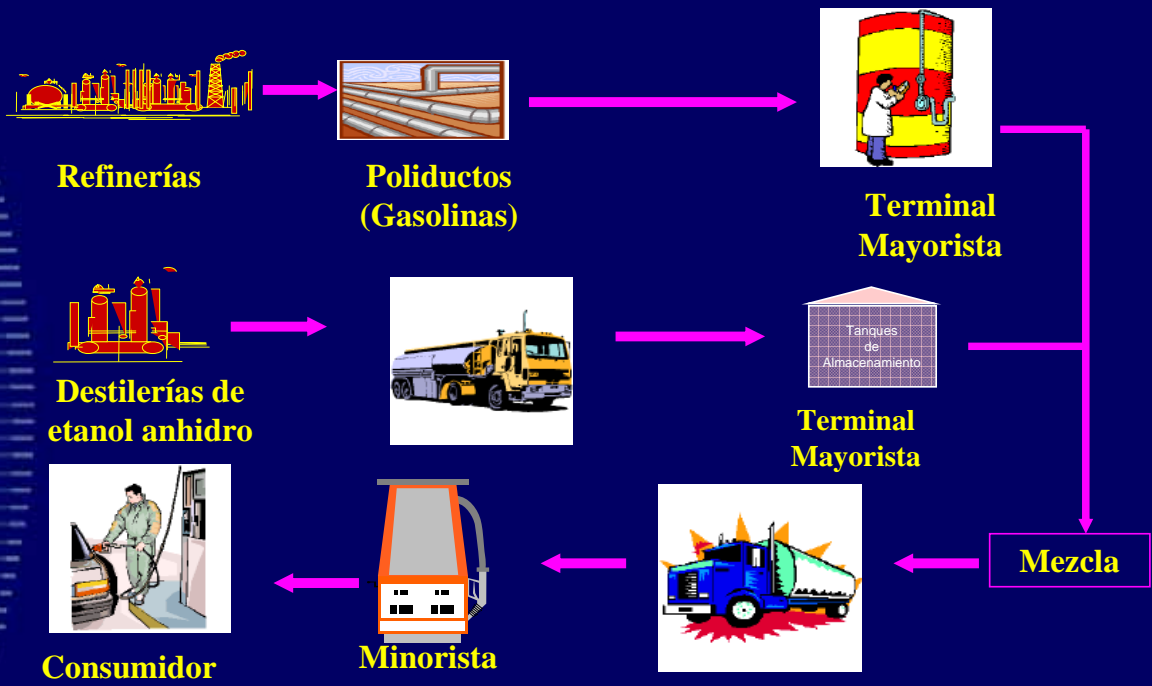 Refinerías
Poliductos
(Gasolinas)
Terminal
Mayorista
Destilerías de
etanol anhidro
Tanques
de
Almacenamiento
Terminal
Mayorista
Mezcla
Minorista
Consumidor